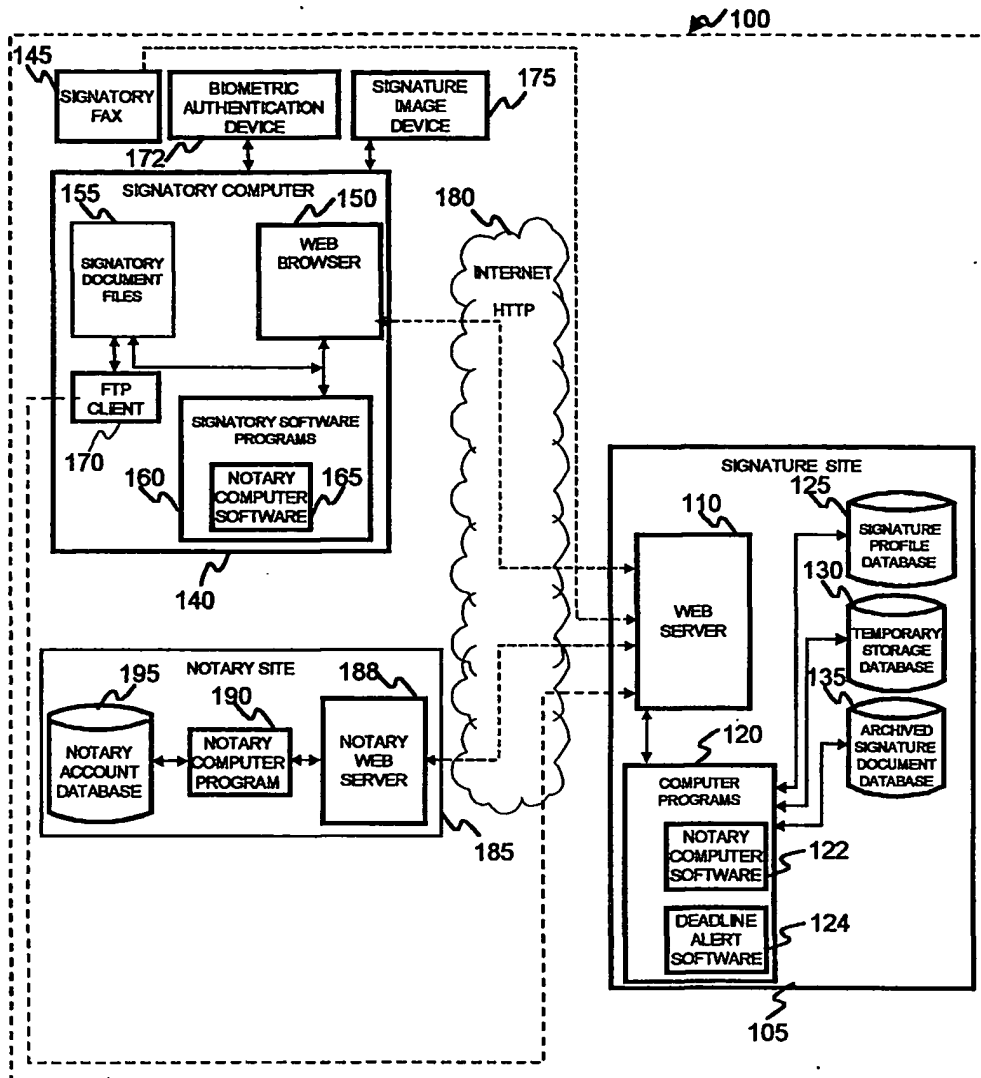 100
145
SIGNATORY
FAX
BIOMETRIC
AUTHENTICATION
DEVICE
172
SIGNATURE
IMAGE
DEVICE
175
SIGNATORY COMPUTER
155
SIGNATORY
DOCUMENT
FILES
150
WEB
BROWSER
FTP
CLIENT
170
SIGNATORY SOFTWARE
PROGRAMS
160
NOTARY
COMPUTER
SOFTWARE
165
140
180
INTERNET
HTTP
SIGNATURE SITE
110
WEB
SERVER
125
SIGNATURE
PROFILE
DATABASE
130
TEMPORARY
STORAGE
DATABASE
135
ARCHIVED
SIGNATURE
DOCUMENT
DATABASE
120
COMPUTER
PROGRAMS
NOTARY
COMPUTER
SOFTWARE
122
DEADLINE
ALERT
SOFTWARE
124
105
NOTARY SITE
195
NOTARY
ACCOUNT
DATABASE
190
NOTARY
COMPUTER
PROGRAM
188
NOTARY
WEB
SERVER
185